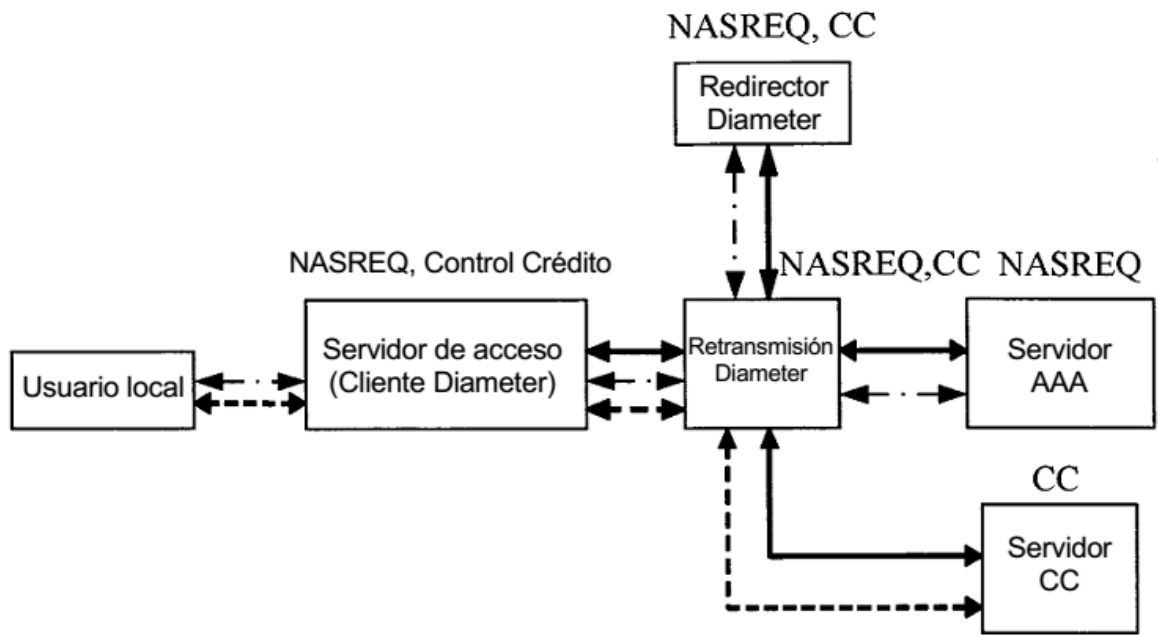 NASREQ, CC
Redirector
Diameter
NASREQ, Control Crédito
NASREQ,CC NASREQ
Usuario local
Servidor de acceso
(Cliente Diameter)
Retransmisión
Diameter
Servidor
AAA
CC
Servidor
CC